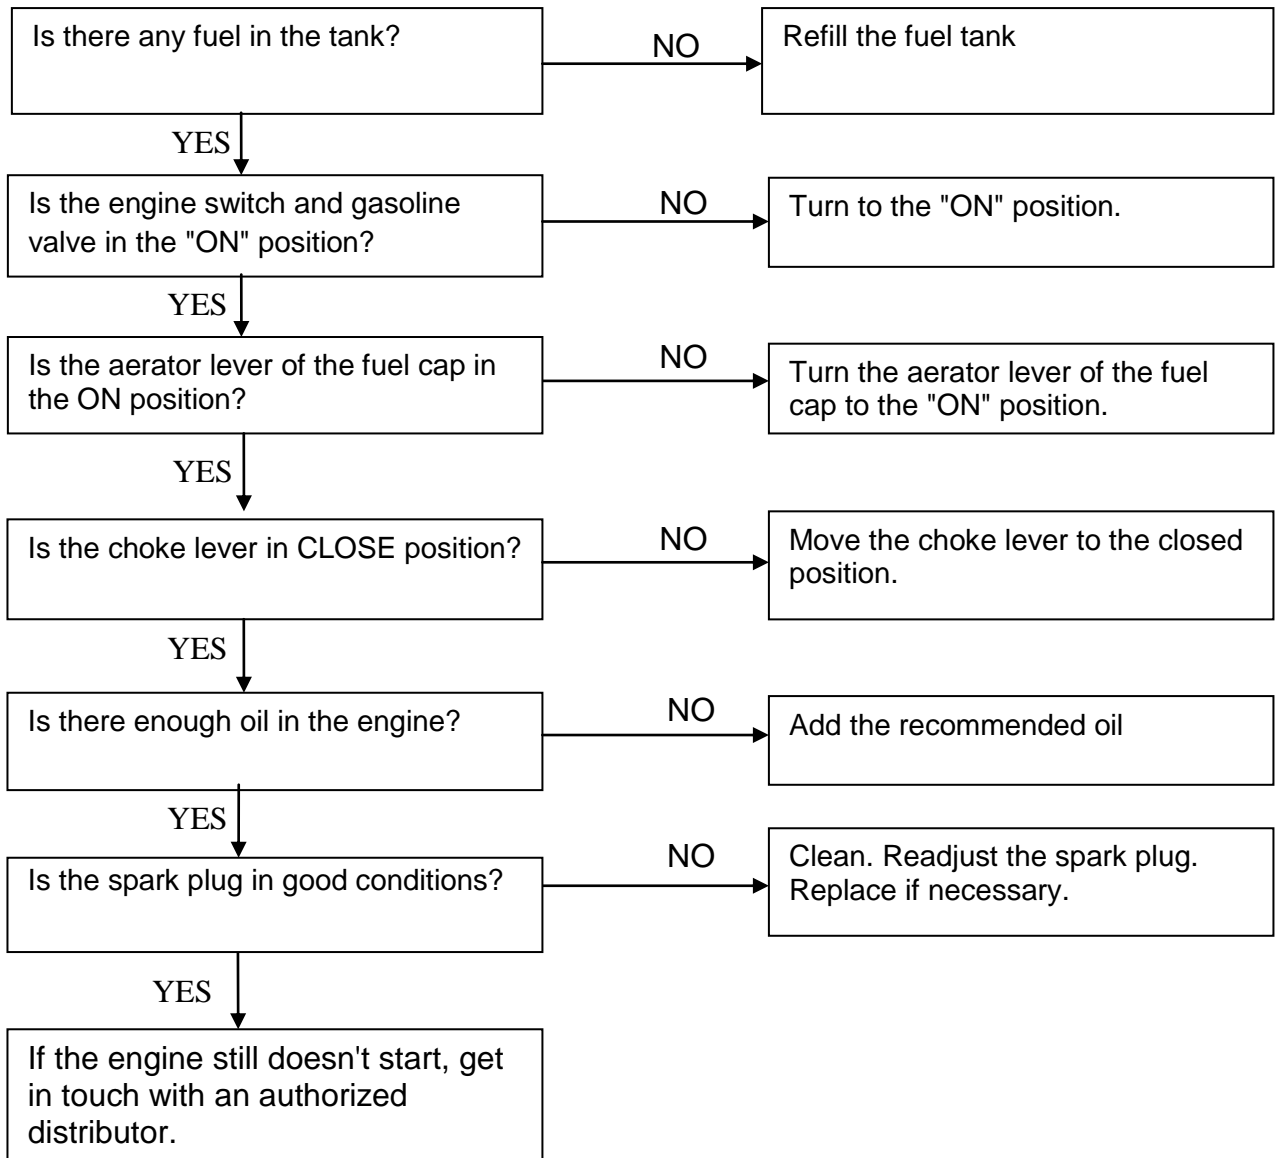 Is there any fuel in the tank?
NO
Refill the fuel tank
YES
Is the engine switch and gasoline
valve in the "ON" position?
NO
Turn to the "ON" position.
YES
Is the aerator lever of the fuel cap in
the ON position?
NO
Turn the aerator lever of the fuel
cap to the "ON" position.
YES
Is the choke lever in CLOSE position?
NO
Move the choke lever to the closed
position.
YES
Is there enough oil in the engine?
NO
Add the recommended oil
YES
Is the spark plug in good conditions?
NO
Clean. Readjust the spark plug.
Replace if necessary.
YES
If the engine still doesn't start, get
in touch with an authorized
distributor.